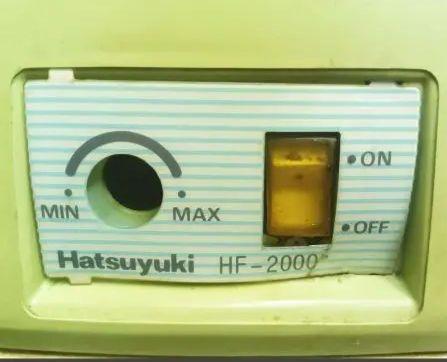 ON
MIN MAX
OFF
Hatsuyuki HF-2000